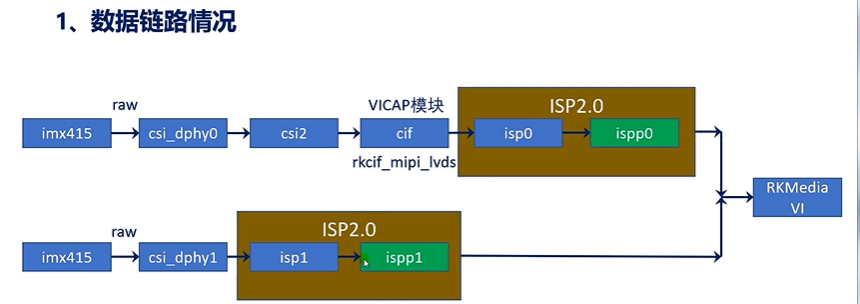 1、数据链路情况
raw
VICAP模块
ISP2.0
imx415
csi_dphy0
csi2
cif
isp0
ispp0
rkcif_mipi_lvds
RKMedia
VI
ISP2.0
raw
imx415
csi_dphy1
isp1
ispp1